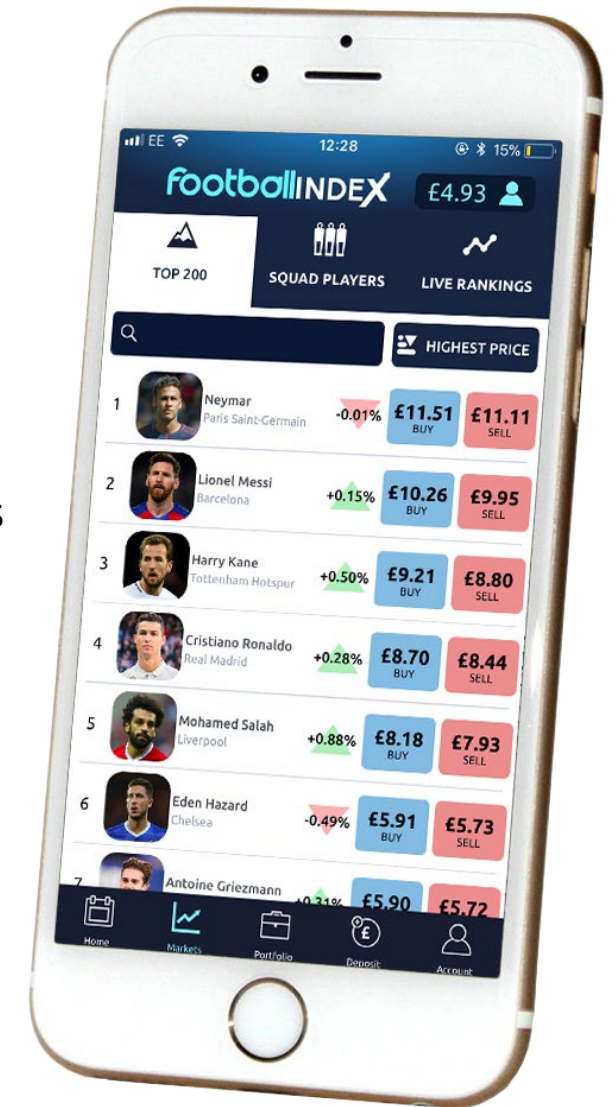 EE 12:28 15%
footballINDEX £4.93
TOP 200 SQUAD PLAYERS LIVE RANKINGS
HIGHEST PRICE
1 Neymar Paris Saint-Germain -0.01% £11.51 BUY £11.11 SELL
2 Lionel Messi Barcelona +0.15% £10.26 BUY £9.95 SELL
3 Harry Kane Tottenham Hotspur +0.50% £9.21 BUY £8.80 SELL
4 Cristiano Ronaldo Real Madrid +0.28% £8.70 BUY £8.44 SELL
5 Mohamed Salah Liverpool +0.88% £8.18 BUY £7.93 SELL
6 Eden Hazard Chelsea -0.49% £5.91 BUY £5.73 SELL
7 Antoine Griezmann +0.31% £5.90 £5.72
Home Markets Portfolio £ Deposit Account
s